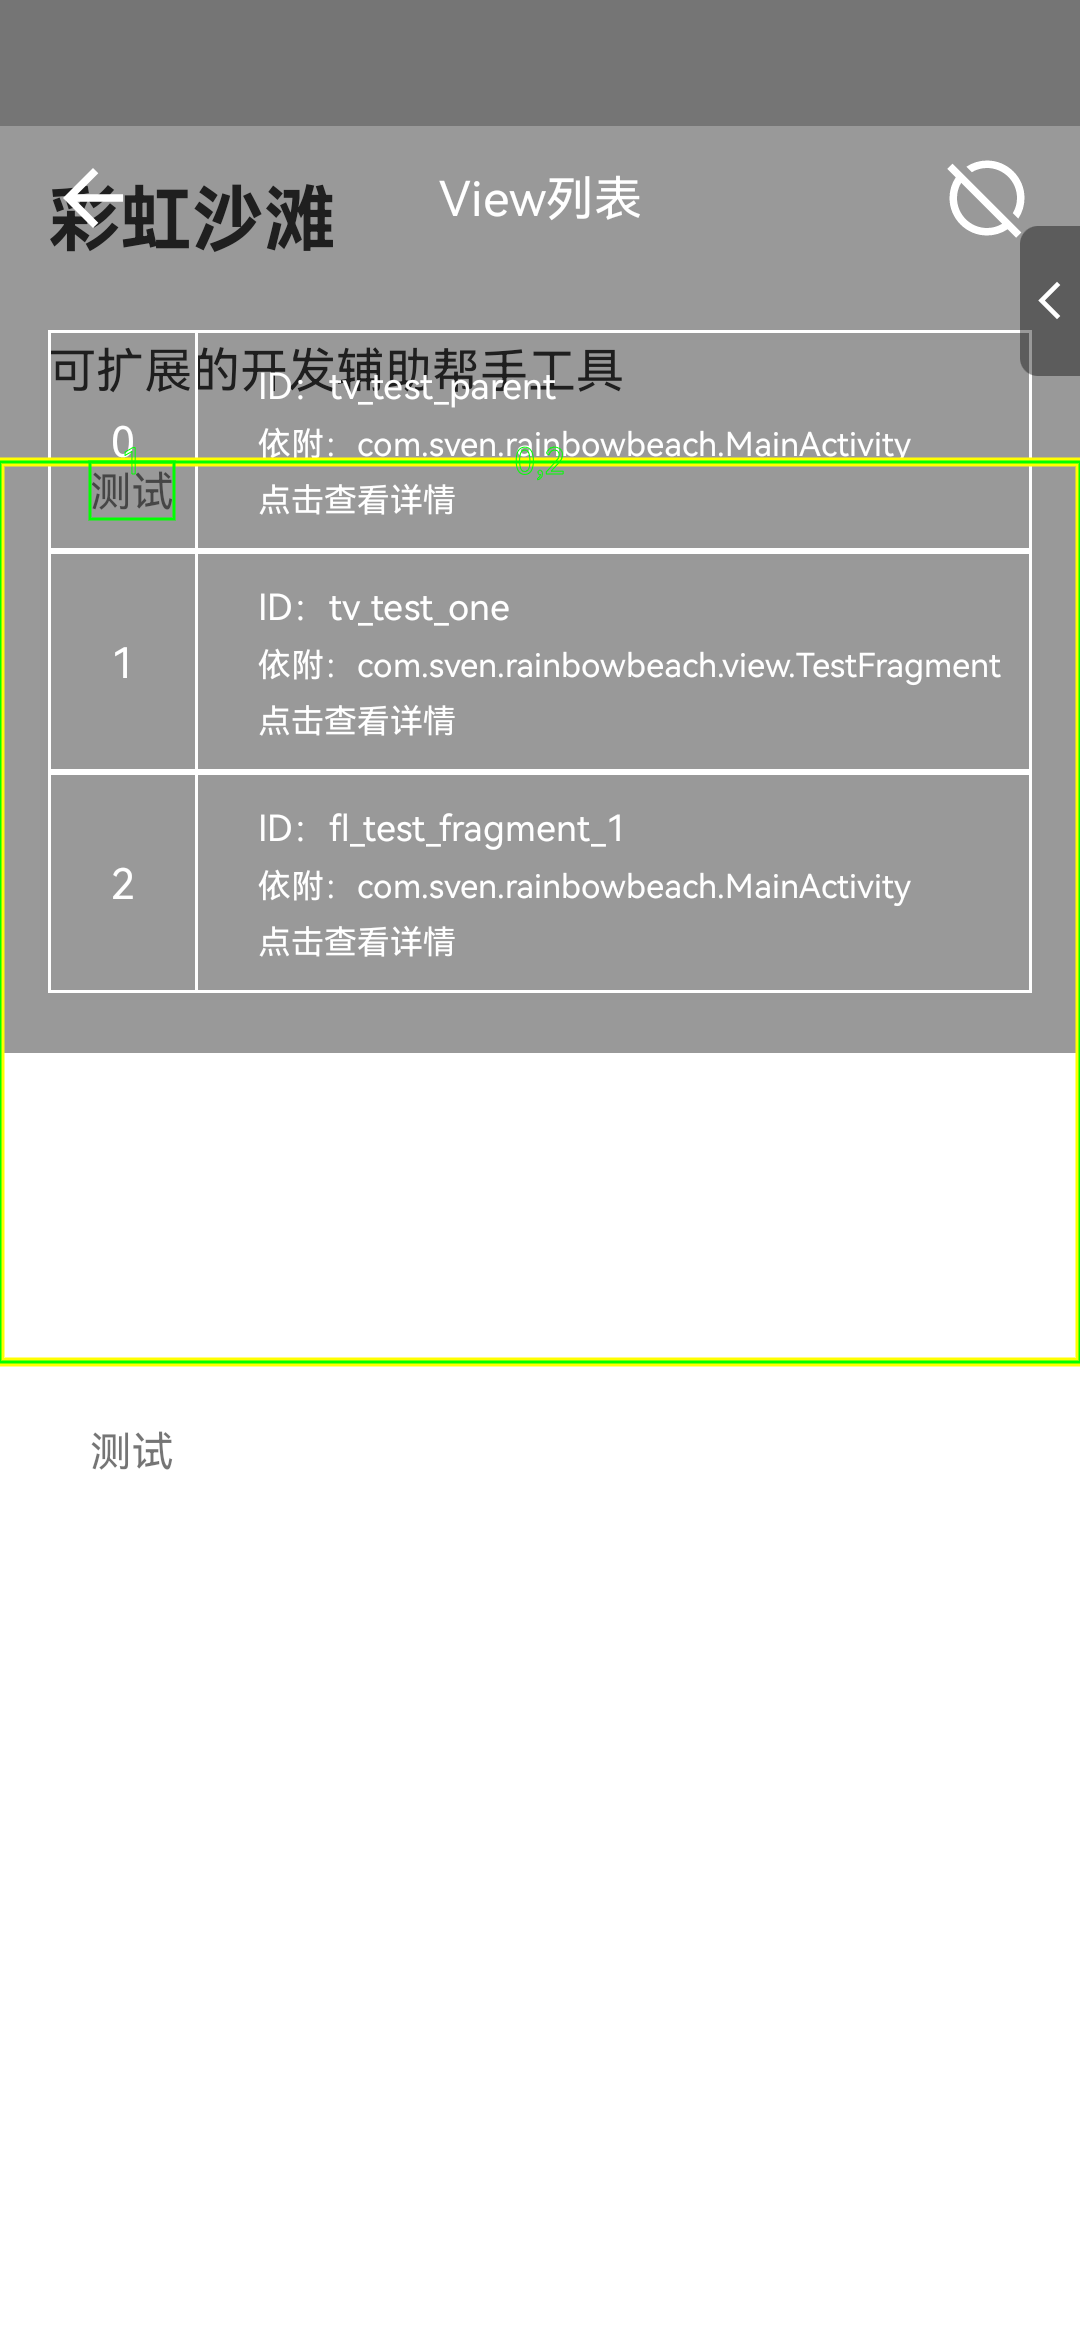 彩虹沙滩
View列表
可扩展的开发辅助帮手工具
0
ID：tv_test_parent
依附：com.sven.rainbowbeach.MainActivity
点击查看详情
1
0,2
测试
1
ID：tv_test_one
依附：com.sven.rainbowbeach.view.TestFragment
点击查看详情
2
ID：fl_test_fragment_1
依附：com.sven.rainbowbeach.MainActivity
点击查看详情
测试